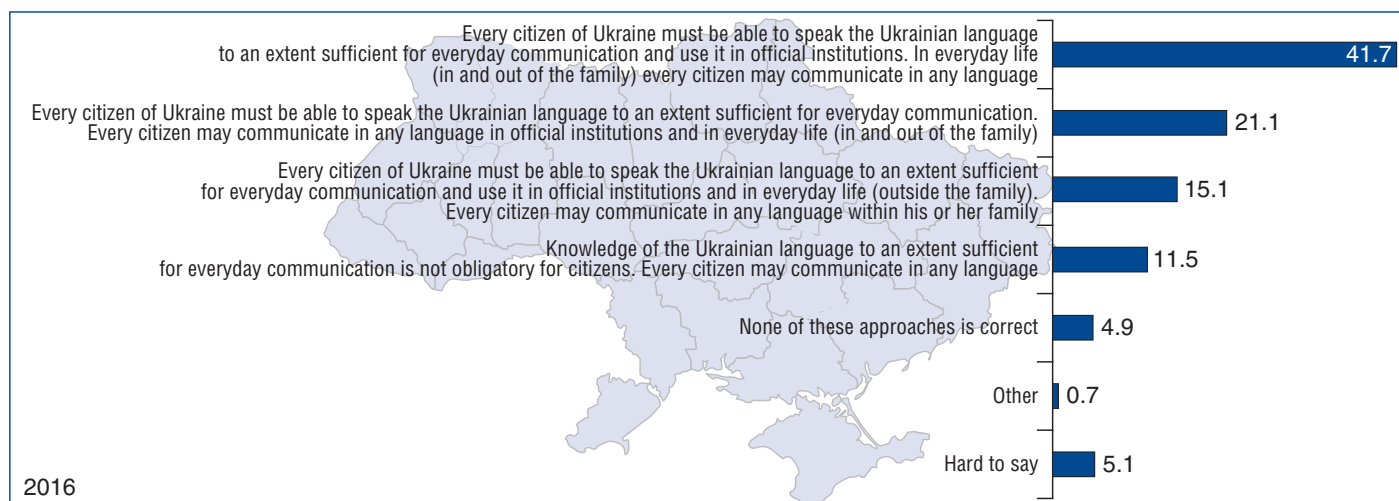 Every citizen of Ukraine must be able to speak the Ukrainian language
to an extent sufficient for everyday communication and use it in official institutions. In everyday life
(in and out of the family) every citizen may communicate in any language
41.7
Every citizen of Ukraine must be able to speak the Ukrainian language to an extent sufficient for everyday communication.
Every citizen may communicate in any language in official institutions and in everyday life (in and out of the family)
21.1
Every citizen of Ukraine must be able to speak the Ukrainian language to an extent sufficient
for everyday communication and use it in official institutions and in everyday life (outside the family).
Every citizen may communicate in any language within his or her family
15.1
Knowledge of the Ukrainian language to an extent sufficient
for everyday communication is not obligatory for citizens. Every citizen may communicate in any language
11.5
None of these approaches is correct
4.9
Other
0.7
Hard to say
5.1
2016